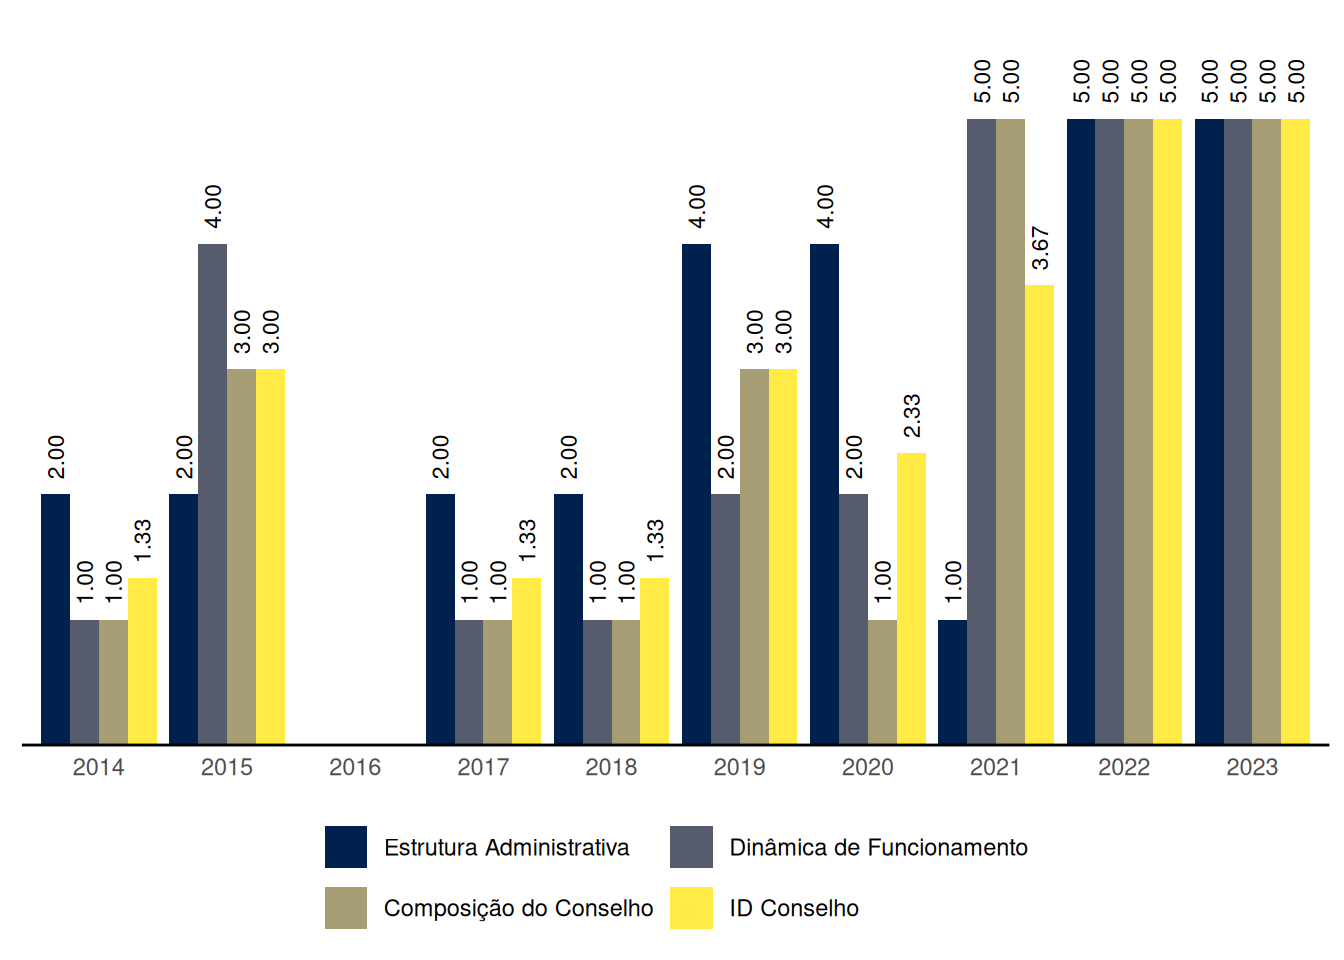 2.00 1.00 1.00 1.33 2.00 4.00 3.00 3.00 2.00 1.00 1.00 1.33 2.00 1.00 1.00 1.33 4.00 2.00 3.00 3.00 4.00 2.00 1.00 2.33 1.00 5.00 5.00 3.67 5.00 5.00 5.00 5.00 5.00 5.00 5.00 5.00
2014 2015 2016 2017 2018 2019 2020 2021 2022 2023
Estrutura Administrativa Dinâmica de Funcionamento
Composição do Conselho ID Conselho